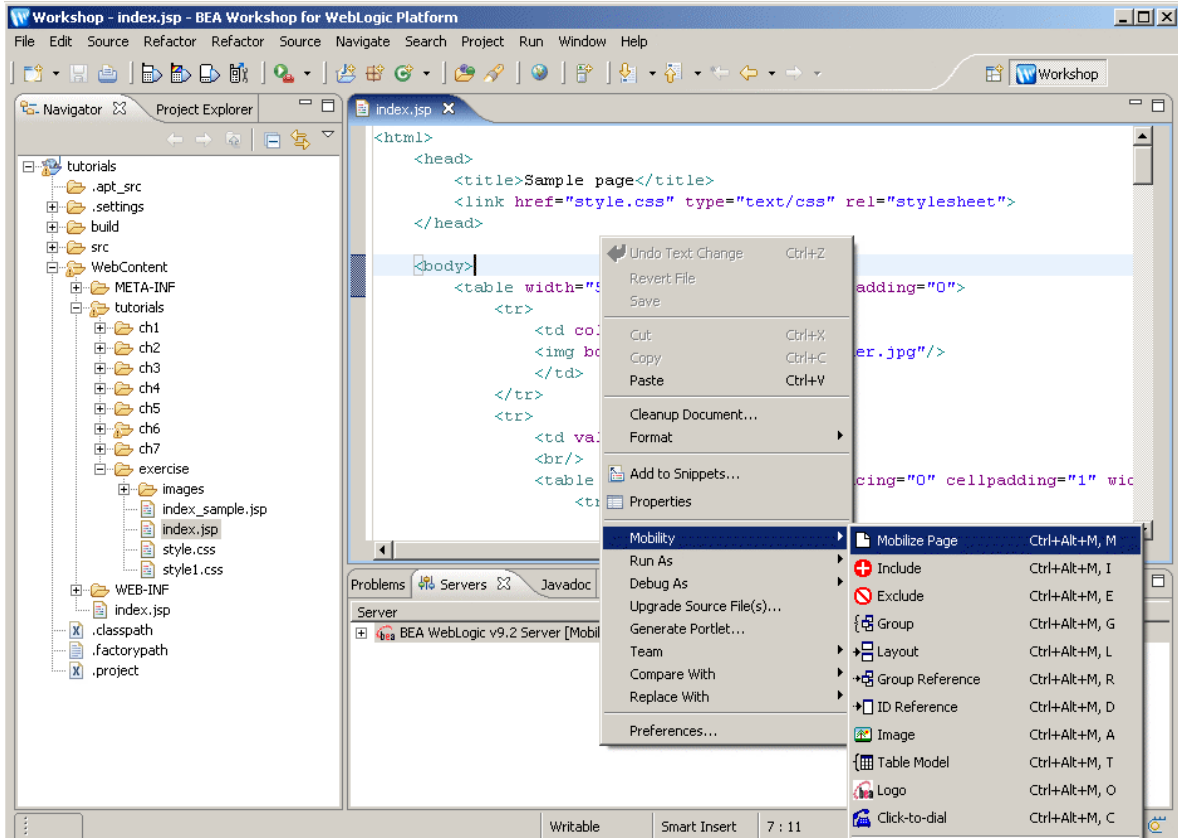 Workshop - index.jsp - BEA Workshop for WebLogic Platform
File Edit Source Refactor Refactor Source Navigate Search Project Run Window Help
Workshop
Navigator Project Explorer
tutorials
.apt_src
.settings
build
src
WebContent
META-INF
tutorials
ch1
ch2
ch3
ch4
ch5
ch6
ch7
exercise
images
index_sample.jsp
index.jsp
style.css
style1.css
WEB-INF
index.jsp
.classpath
.factorypath
.project
index.jsp
<html>
<head>
<title>Sample page</title>
<link href="style.css" type="text/css" rel="stylesheet">
</head>
<body>
<table width="5 adding="0">
<tr>
<td col
<img bo er.jpg"/>
</td>
</tr>
<tr>
<td val
<br/>
<table cing="0" cellpadding="1" wid
<tr
Undo Text Change Ctrl+Z
Revert File
Save
Cut Ctrl+X
Copy Ctrl+C
Paste Ctrl+V
Cleanup Document...
Format
Add to Snippets...
Properties
Mobility
Run As
Debug As
Upgrade Source File(s)...
Generate Portlet...
Team
Compare With
Replace With
Preferences...
Mobilize Page Ctrl+Alt+M, M
Include Ctrl+Alt+M, I
Exclude Ctrl+Alt+M, E
Group Ctrl+Alt+M, G
Layout Ctrl+Alt+M, L
Group Reference Ctrl+Alt+M, R
ID Reference Ctrl+Alt+M, D
Image Ctrl+Alt+M, A
Table Model Ctrl+Alt+M, T
Logo Ctrl+Alt+M, O
Click-to-dial Ctrl+Alt+M, C
Problems Servers Javadoc
Server
BEA WebLogic v9.2 Server [Mobil
Writable Smart Insert 7 : 11